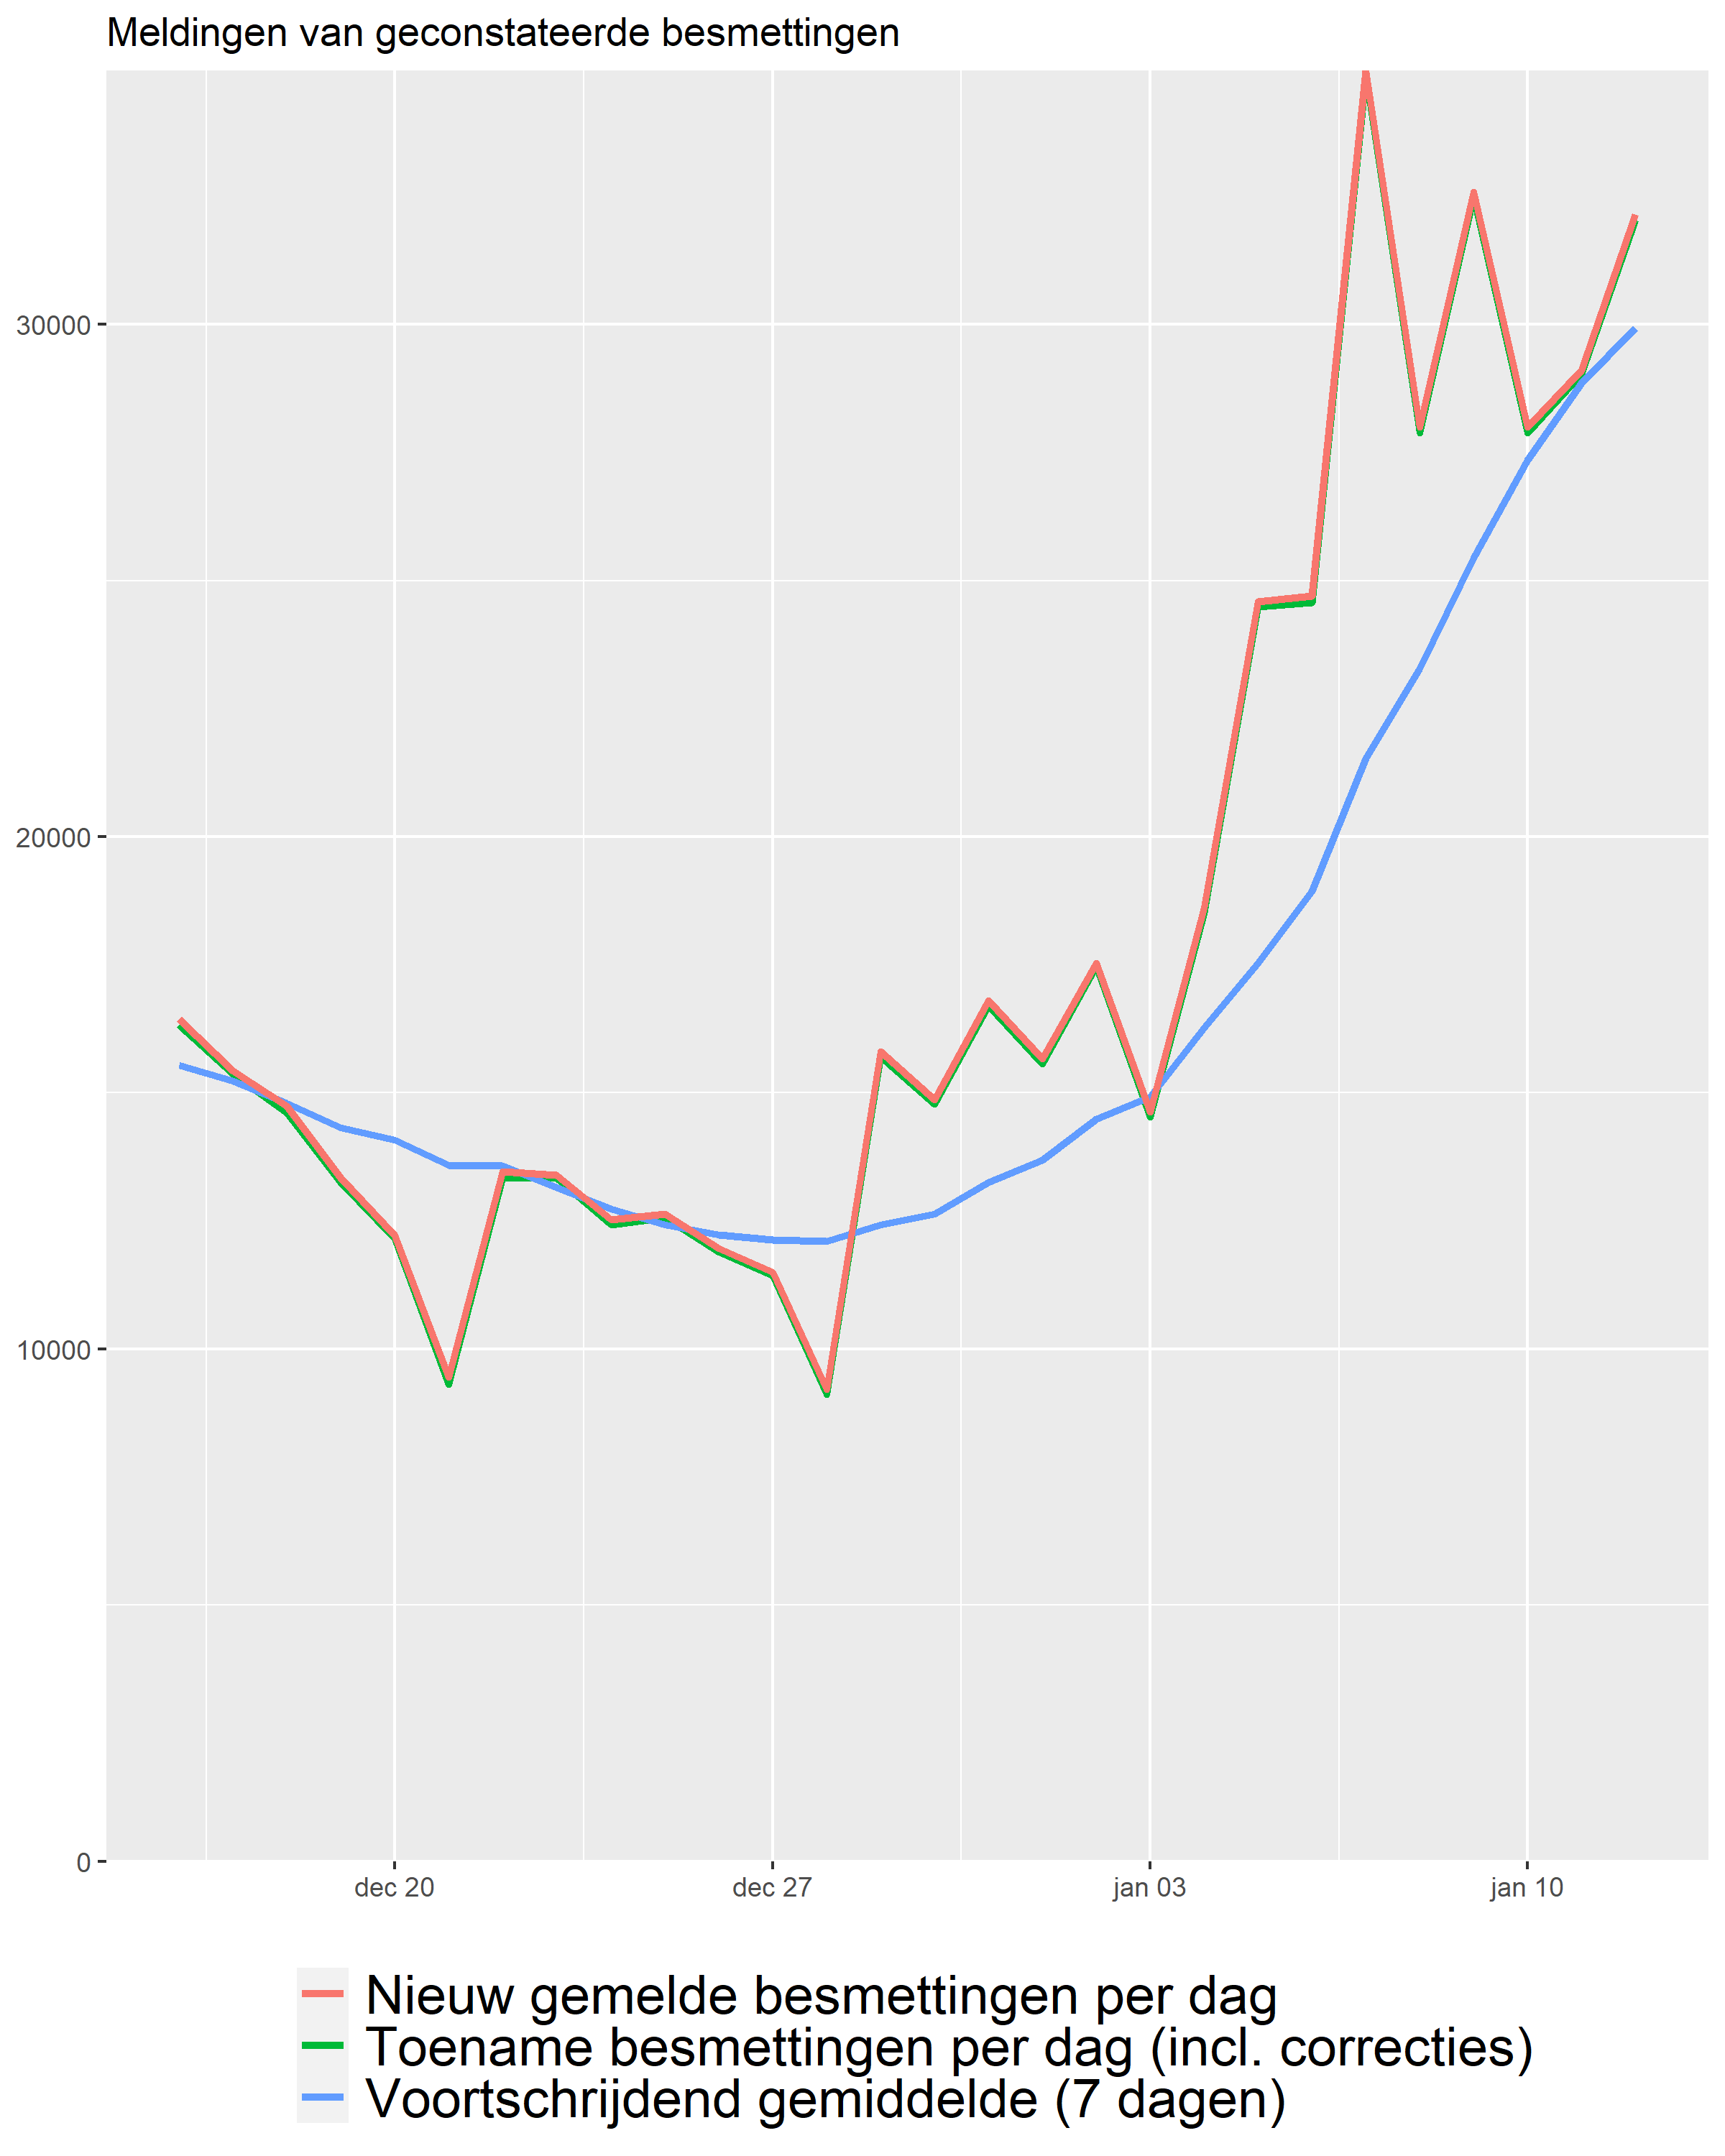 Meldingen van geconstateerde besmettingen
30000
20000
10000
0
dec 20
dec 27
jan 03
jan 10
Nieuw gemelde besmettingen per dag
Toename besmettingen per dag (incl. correcties)
Voortschrijdend gemiddelde (7 dagen)